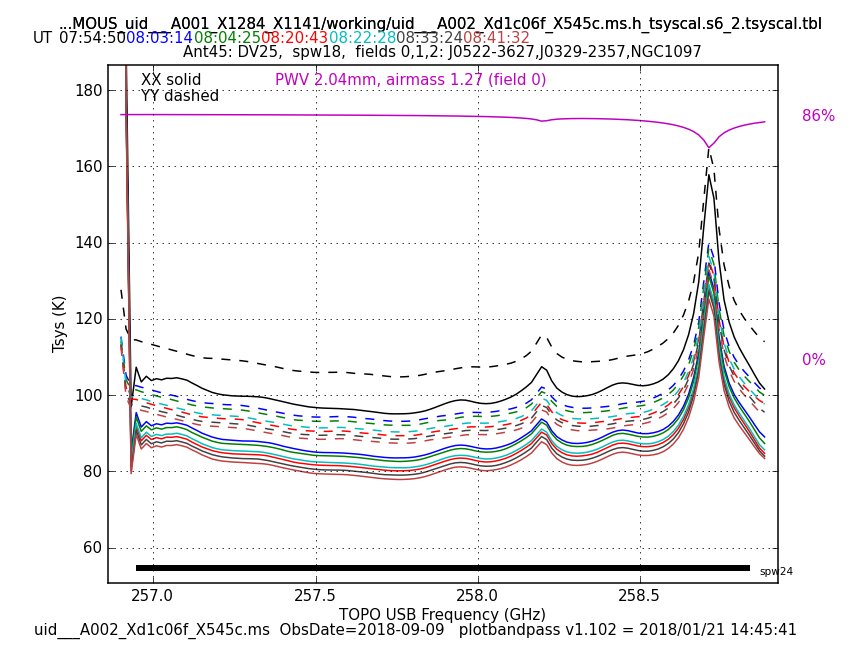 ...MOUS_uid___A001_X1284_X1141/working/uid___A002_Xd1c06f_X545c.ms.h_tsyscal.s6_2.tsyscal.tbl
UT 07:54:50 08:03:14 08:04:25 08:20:43 08:22:28 08:33:24 08:41:32
Ant45: DV25, spw18, fields 0,1,2: J0522-3627,J0329-2357,NGC1097
XX solid
YY dashed
PWV 2.04mm, airmass 1.27 (field 0)
86%
0%
180
160
140
120
100
80
60
Tsys (K)
spw24
257.0 257.5 258.0 258.5
TOPO USB Frequency (GHz)
uid___A002_Xd1c06f_X545c.ms ObsDate=2018-09-09 plotbandpass v1.102 = 2018/01/21 14:45:41